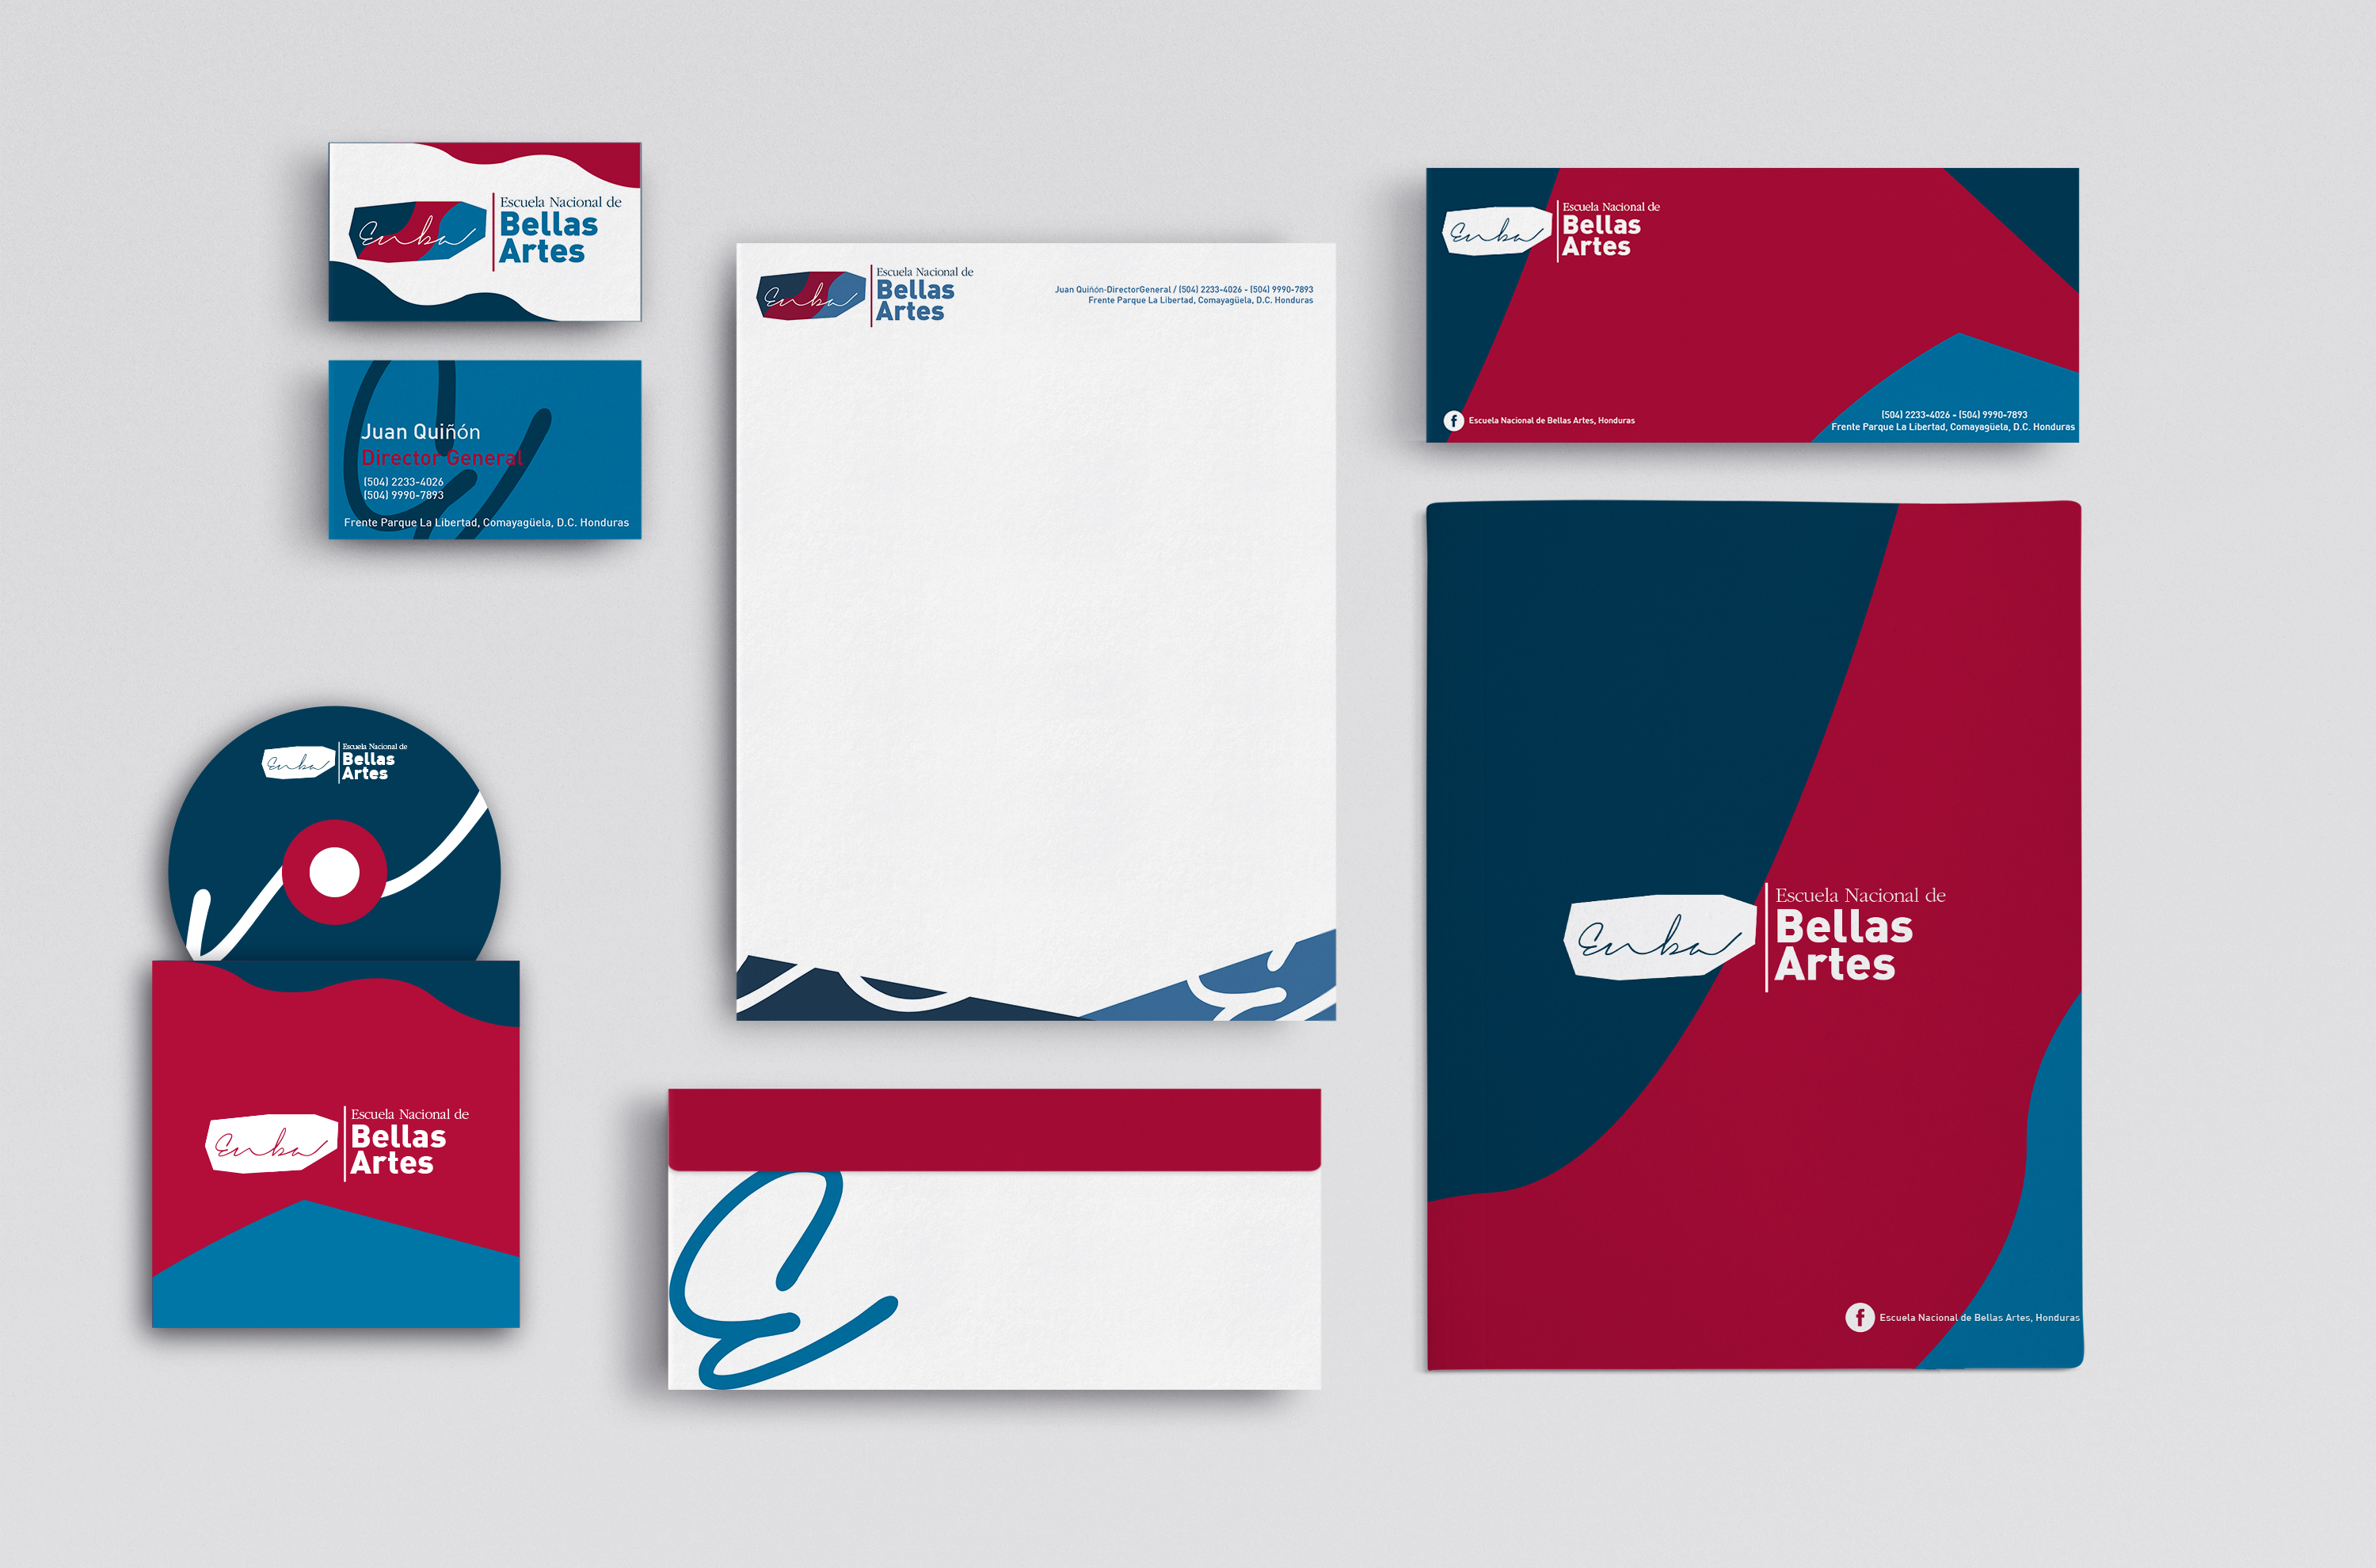 Enba
Escuela Nacional de
Bellas
Artes
Juan Quiñón
Director General
(504) 2233-4026
(504) 9990-7893
Frente Parque La Libertad, Comayagüela, D.C. Honduras
Enba
Escuela Nacional de
Bellas
Artes
Juan Quiñón-DirectorGeneral / (504) 2233-4026 - (504) 9990-7893
Frente Parque La Libertad, Comayagüela, D.C. Honduras
Enba
Escuela Nacional de
Bellas
Artes
f Escuela Nacional de Bellas Artes, Honduras
(504) 2233-4026 - (504) 9990-7893
Frente Parque La Libertad, Comayagüela, D.C. Honduras
Enba
Escuela Nacional de
Bellas
Artes
Enba
Escuela Nacional de
Bellas
Artes
E
Enba
Escuela Nacional de
Bellas
Artes
f Escuela Nacional de Bellas Artes, Honduras